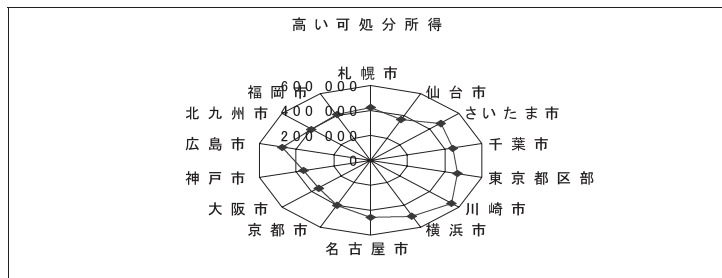 高い可処分所得
札幌市
仙台市
さいたま市
千葉市
東京都区部
川崎市
横浜市
名古屋市
京都市
大阪市
神戸市
広島市
北九州市
福岡市
600 000
400 000
200 000
0